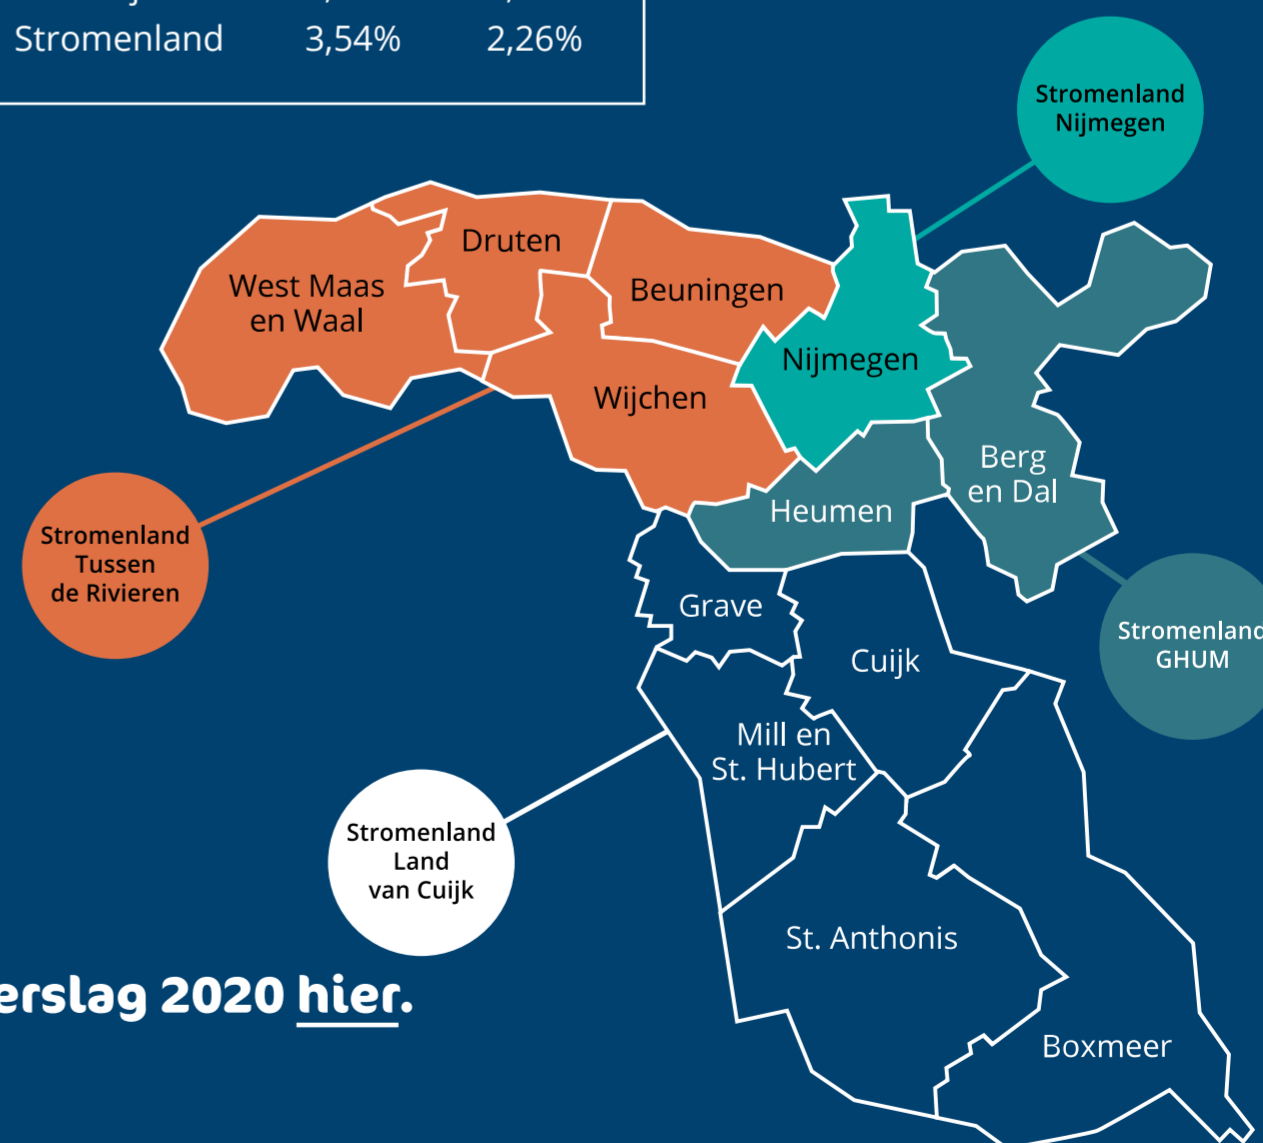 Stromenland 3,54% 2,26%
Stromenland
Nijmegen
Druten
West Maas
en Waal
Beuningen
Nijmegen
Wijchen
Berg
en Dal
Heumen
Stromenland
Tussen
de Rivieren
Grave
Stromenland
GHUM
Cuijk
Mill en
St. Hubert
Stromenland
Land
van Cuijk
St. Anthonis
erslag 2020 hier.
Boxmeer